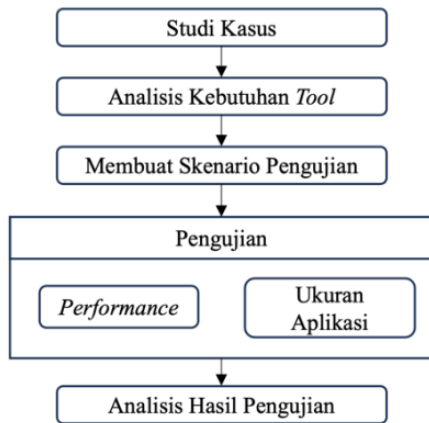 Studi Kasus
Analisis Kebutuhan Tool
Membuat Skenario Pengujian
Pengujian
Performance
Ukuran
Aplikasi
Analisis Hasil Pengujian